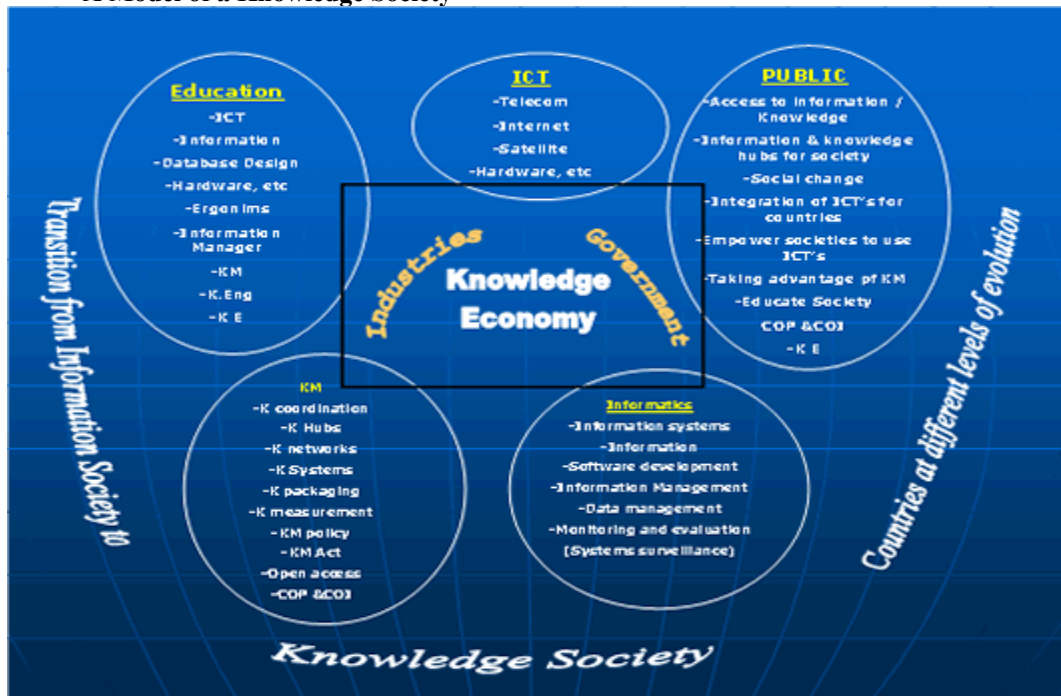 A Model of a Knowledge Society
Education
-ICT
-Information
-Database Design
-Hardware, etc
-Ergonims
-Information
Manager
-KM
-K.Eng
-K E
ICT
-Telecom
-Internet
-Satellite
-Hardware, etc
PUBLIC
-Access to information /
Knowledge
-Information & knowledge
hubs for society
-Social change
-Integration of ICT's for
countries
-Empower societies to use
ICT's
-Taking advantage pf KM
-Educate Society
COP &COI
-K E
Industries
Government
Knowledge
Economy
KM
-K coordination
-K Hubs
-K networks
-K Systems
-K packaging
-K measurement
-KM policy
-KM Act
-Open access
-COP &COI
Informatics
-Information systems
-Information
-Software development
-Information Management
-Data management
-Monitoring and evaluation
(Systems surveillance)
Transition from Information Society to
Knowledge Society
Countries at different levels of evolution